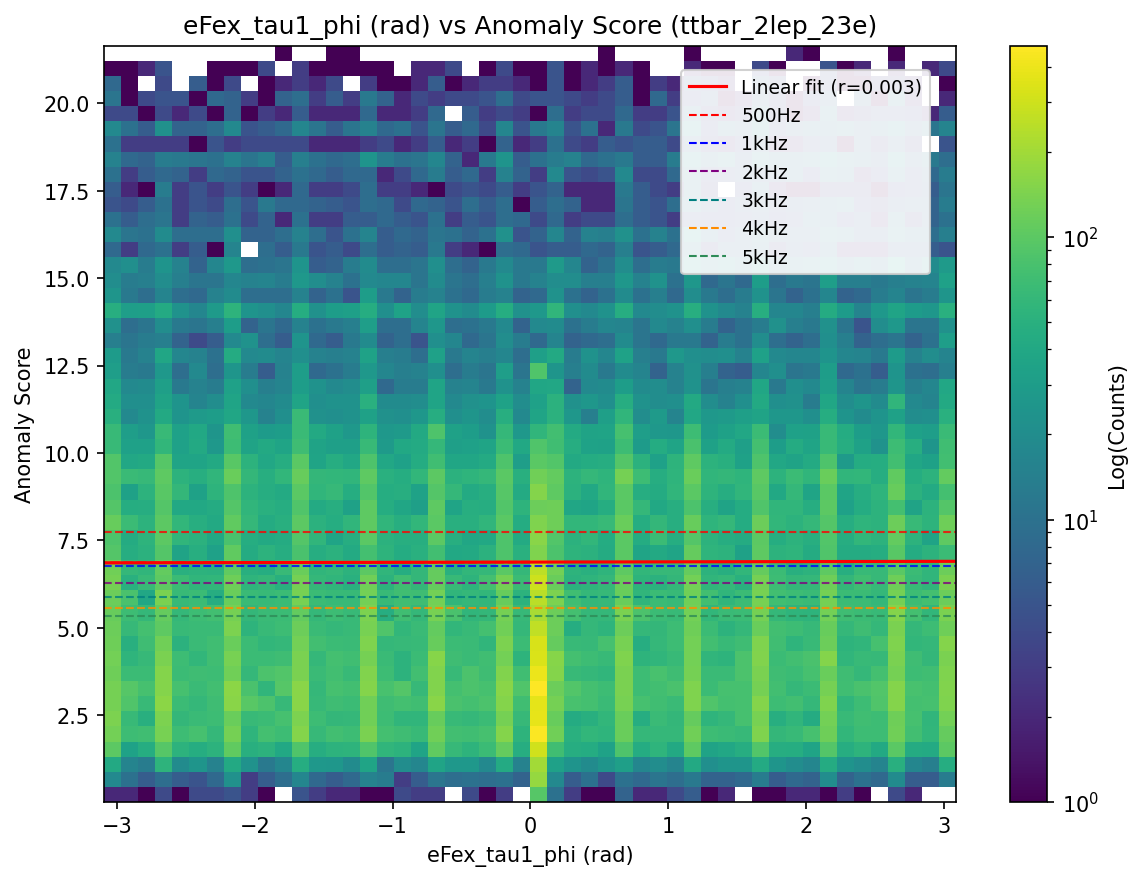 eFex_tau1_phi (rad) vs Anomaly Score (ttbar_2lep_23e)
Linear fit (r=0.003)
500Hz
1kHz
2kHz
3kHz
4kHz
5kHz
Anomaly Score
20.0
17.5
15.0
12.5
10.0
7.5
5.0
2.5
−3
−2
−1
0
1
2
3
eFex_tau1_phi (rad)
10²
10¹
10⁰
Log(Counts)